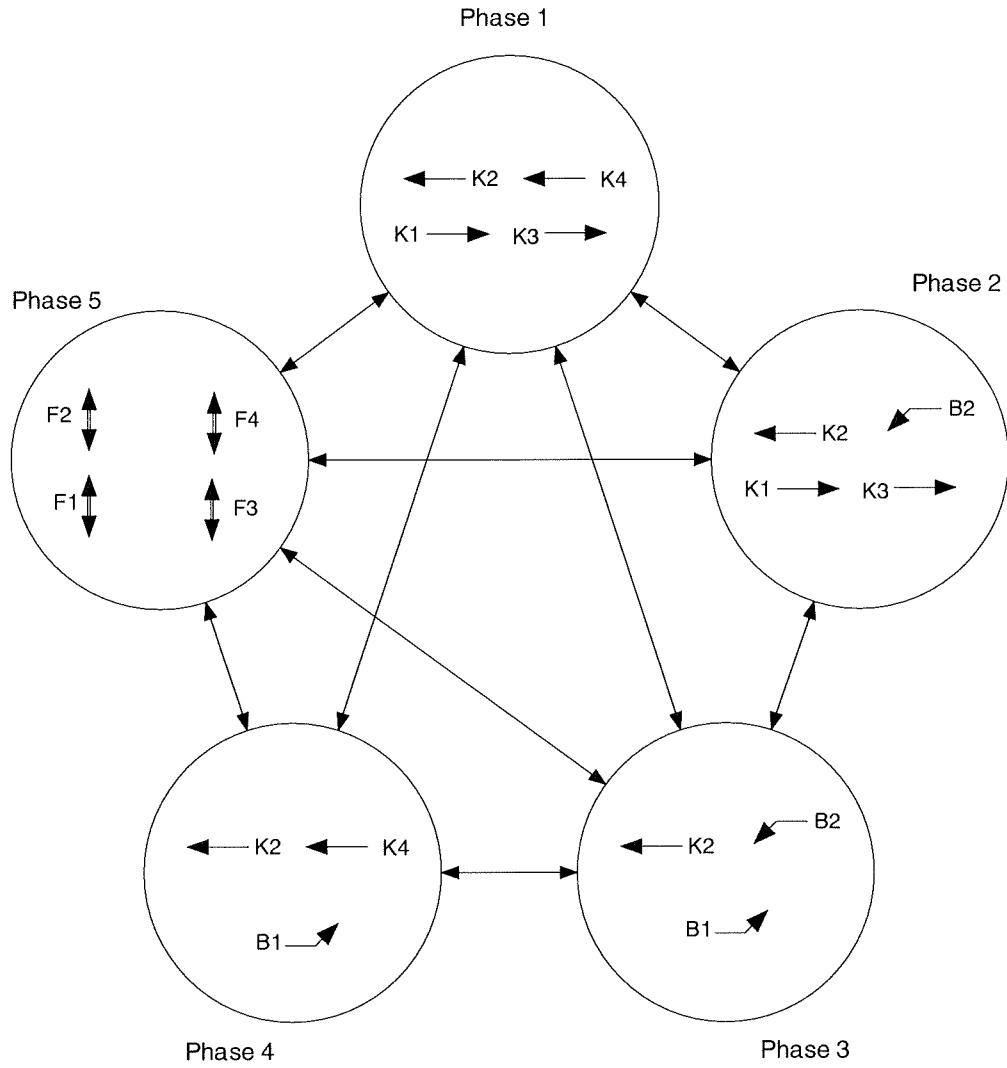 Phase 1
K2 K4
K1 K3
Phase 2
B2
K2
K1 K3
Phase 5
F2 F4
F1 F3
K2 K4
B1
Phase 4
B2
K2
B1
Phase 3